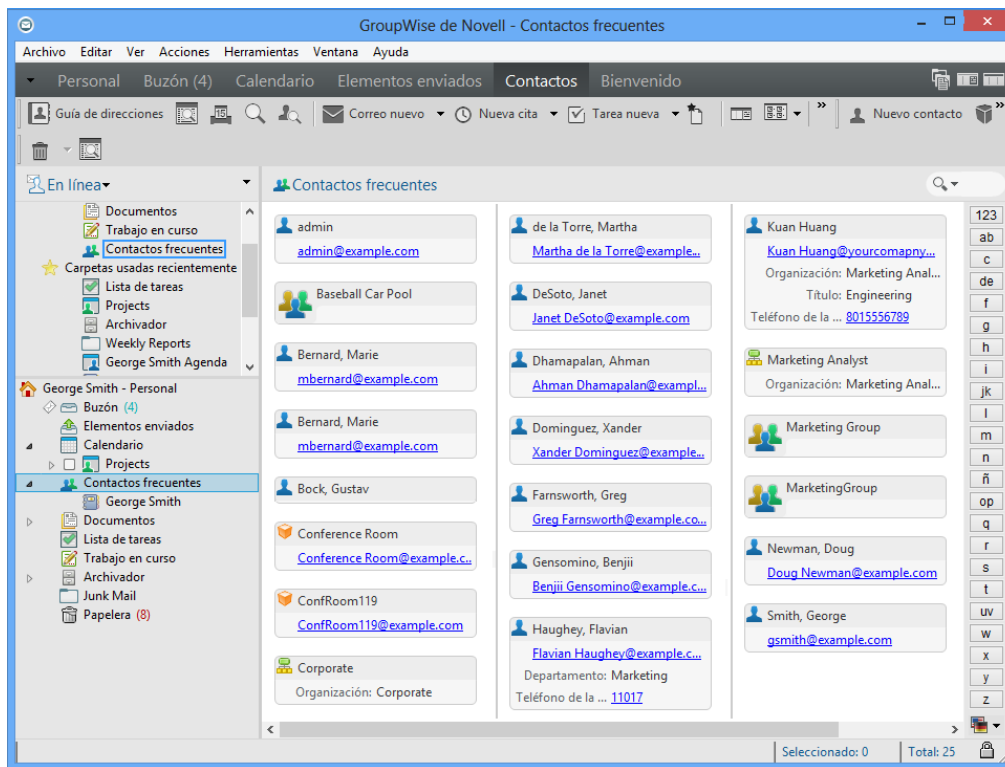 GroupWise de Novell - Contactos frecuentes
Archivo Editar Ver Acciones Herramientas Ventana Ayuda
Personal Buzón (4) Calendario Elementos enviados Contactos Bienvenido
Guía de direcciones 15 Correo nuevo Nueva cita Tarea nueva » Nuevo contacto »
En línea
Documentos
Trabajo en curso
Contactos frecuentes
Carpetas usadas recientemente
Lista de tareas
Projects
Archivador
Weekly Reports
George Smith Agenda
George Smith - Personal
Buzón (4)
Elementos enviados
Calendario
Projects
Contactos frecuentes
George Smith
Documentos
Lista de tareas
Trabajo en curso
Archivador
Junk Mail
Papelera (8)
Contactos frecuentes
admin
admin@example.com
Baseball Car Pool
Bernard, Marie
mbernard@example.com
Bernard, Marie
mbernard@example.com
Bock, Gustav
Conference Room
Conference Room@example.c...
ConfRoom119
ConfRoom119@example.com
Corporate
Organización: Corporate
de la Torre, Martha
Martha de la Torre@example...
DeSoto, Janet
Janet DeSoto@example.com
Dhamapalan, Ahman
Ahman Dhamapalan@exampl...
Dominguez, Xander
Xander Dominguez@example...
Farnsworth, Greg
Greg Farnsworth@example.co...
Gensomino, Benjii
Benjii Gensomino@example.c...
Haughey, Flavian
Flavian Haughey@example.c...
Departamento: Marketing
Teléfono de la ... 11017
Kuan Huang
Kuan Huang@yourcomapny...
Organización: Marketing Anal...
Título: Engineering
Teléfono de la ... 8015556789
Marketing Analyst
Organización: Marketing Anal...
Marketing Group
MarketingGroup
Newman, Doug
Doug Newman@example.com
Smith, George
gsmith@example.com
123
ab
c
de
f
g
h
i
jk
l
m
n
ñ
op
q
r
s
t
uv
w
x
y
z
Seleccionado: 0 Total: 25